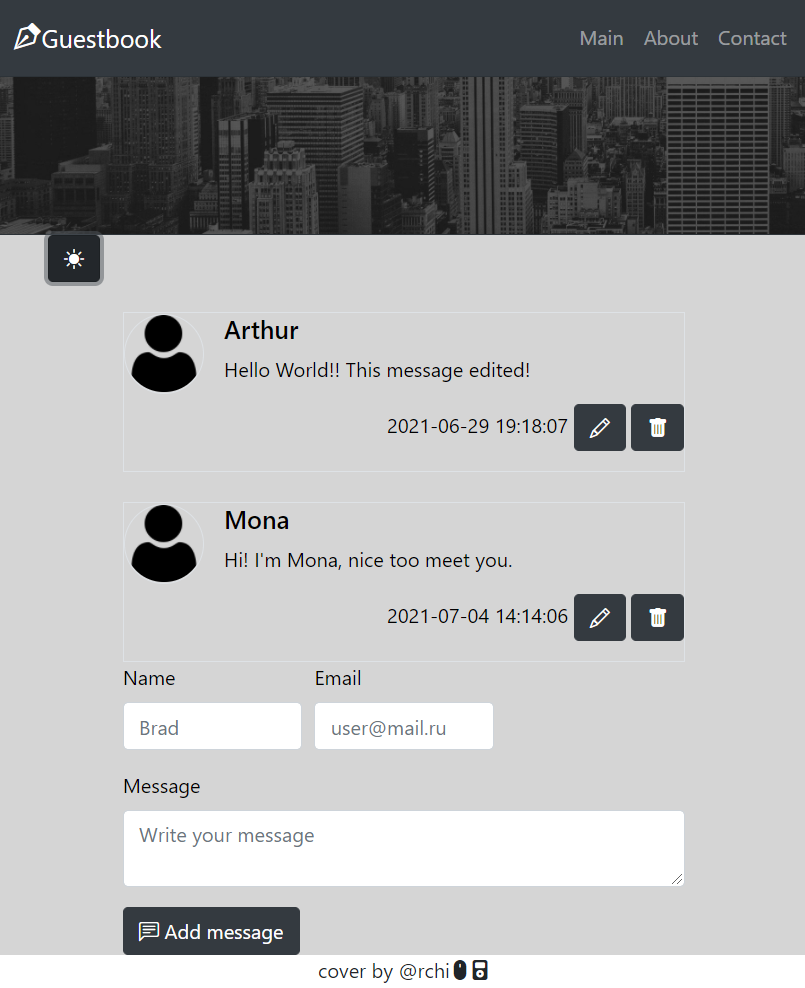 Guestbook
Main About Contact
Arthur
Hello World!! This message edited!
2021-06-29 19:18:07
Mona
Hi! I'm Mona, nice too meet you.
2021-07-04 14:14:06
Name Email
Brad user@mail.ru
Message
Write your message
Add message
cover by @rchi